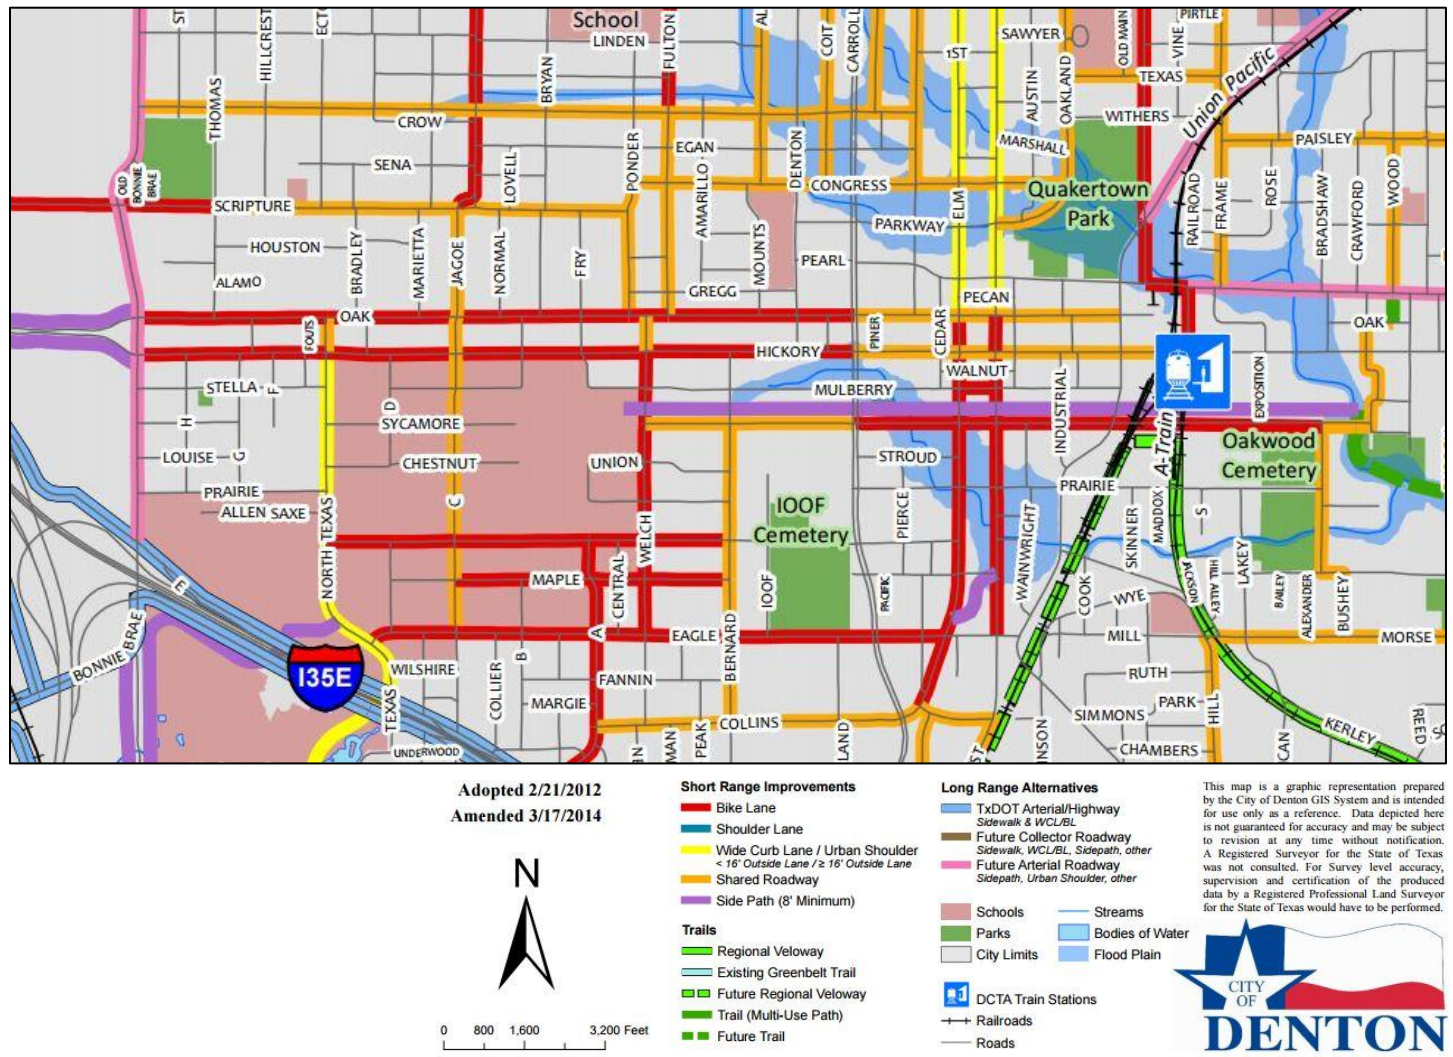 ST
HILLCREST
ECTO
School
LINDEN
FULTON
AL
COIT
CARROLL
1ST
SAWYER
OLD MAIN
VINE
PIRTLE
THOMAS
BRYAN
AUSTIN
OAKLAND
TEXAS
Union Pacific
CROW
WITHERS
SENA
LOVELL
PONDER
EGAN
AMARILLO
DENTON
MARSHALL
PAISLEY
OLD
BONNIE
BRAE
CONGRESS
ELM
Quakertown
Park
RAILROAD
FRAME
ROSE
BRADSHAW
CRAWFORD
WOOD
SCRIPTURE
PARKWAY
HOUSTON
BRADLEY
MARIETTA
JAGOE
NORMAL
FRY
MOUNTS
PEARL
ALAMO
GREGG
PECAN
OAK
FOUTS
PINER
CEDAR
OAK
HICKORY
WALNUT
STELLA
F
MULBERRY
INDUSTRIAL
EXPOSITION
H
D
SYCAMORE
A-Train
Oakwood
Cemetery
LOUISE
G
CHESTNUT
UNION
STROUD
PRAIRIE
PRAIRIE
ALLEN
SAXE
NORTH TEXAS
C
WELCH
IOOF
Cemetery
PIERCE
WAINWRIGHT
SKINNER
MADDOX
S
LAKEY
E
MAPLE
CENTRAL
IOOF
PACIFIC
COOK
WYE
JACKSON
HILL ALLEY
BAILEY
ALEXANDER
BUSHEY
BONNIE BRAE
A
EAGLE
BERNARD
MILL
MORSE
I35E
WILSHIRE
B
COLLIER
FANNIN
RUTH
TEXAS
MARGIE
PARK
HILL
SIMMONS
COLLINS
UNDERWOOD
MAN
PEAK
LAND
ST
NSON
CHAMBERS
CAN
KERLEY
REED
Adopted 2/21/2012
Amended 3/17/2014
N
0 800 1,600 3,200 Feet
Short Range Improvements
Bike Lane
Shoulder Lane
Wide Curb Lane / Urban Shoulder
< 16' Outside Lane / ≥ 16' Outside Lane
Shared Roadway
Side Path (8' Minimum)
Trails
Regional Veloway
Existing Greenbelt Trail
Future Regional Veloway
Trail (Multi-Use Path)
Future Trail
Long Range Alternatives
TxDOT Arterial/Highway
Sidewalk & WCL/BL
Future Collector Roadway
Sidewalk, WCL/BL, Sidepath, other
Future Arterial Roadway
Sidepath, Urban Shoulder, other
Schools
Parks
City Limits
Streams
Bodies of Water
Flood Plain
DCTA Train Stations
Railroads
Roads
This map is a graphic representation prepared
by the City of Denton GIS System and is intended
for use only as a reference. Data depicted here
is not guaranteed for accuracy and may be subject
to revision at any time without notification.
A Registered Surveyor for the State of Texas
was not consulted. For Survey level accuracy,
supervision and certification of the produced
data by a Registered Professional Land Surveyor
for the State of Texas would have to be performed.
CITY
OF
DENTON